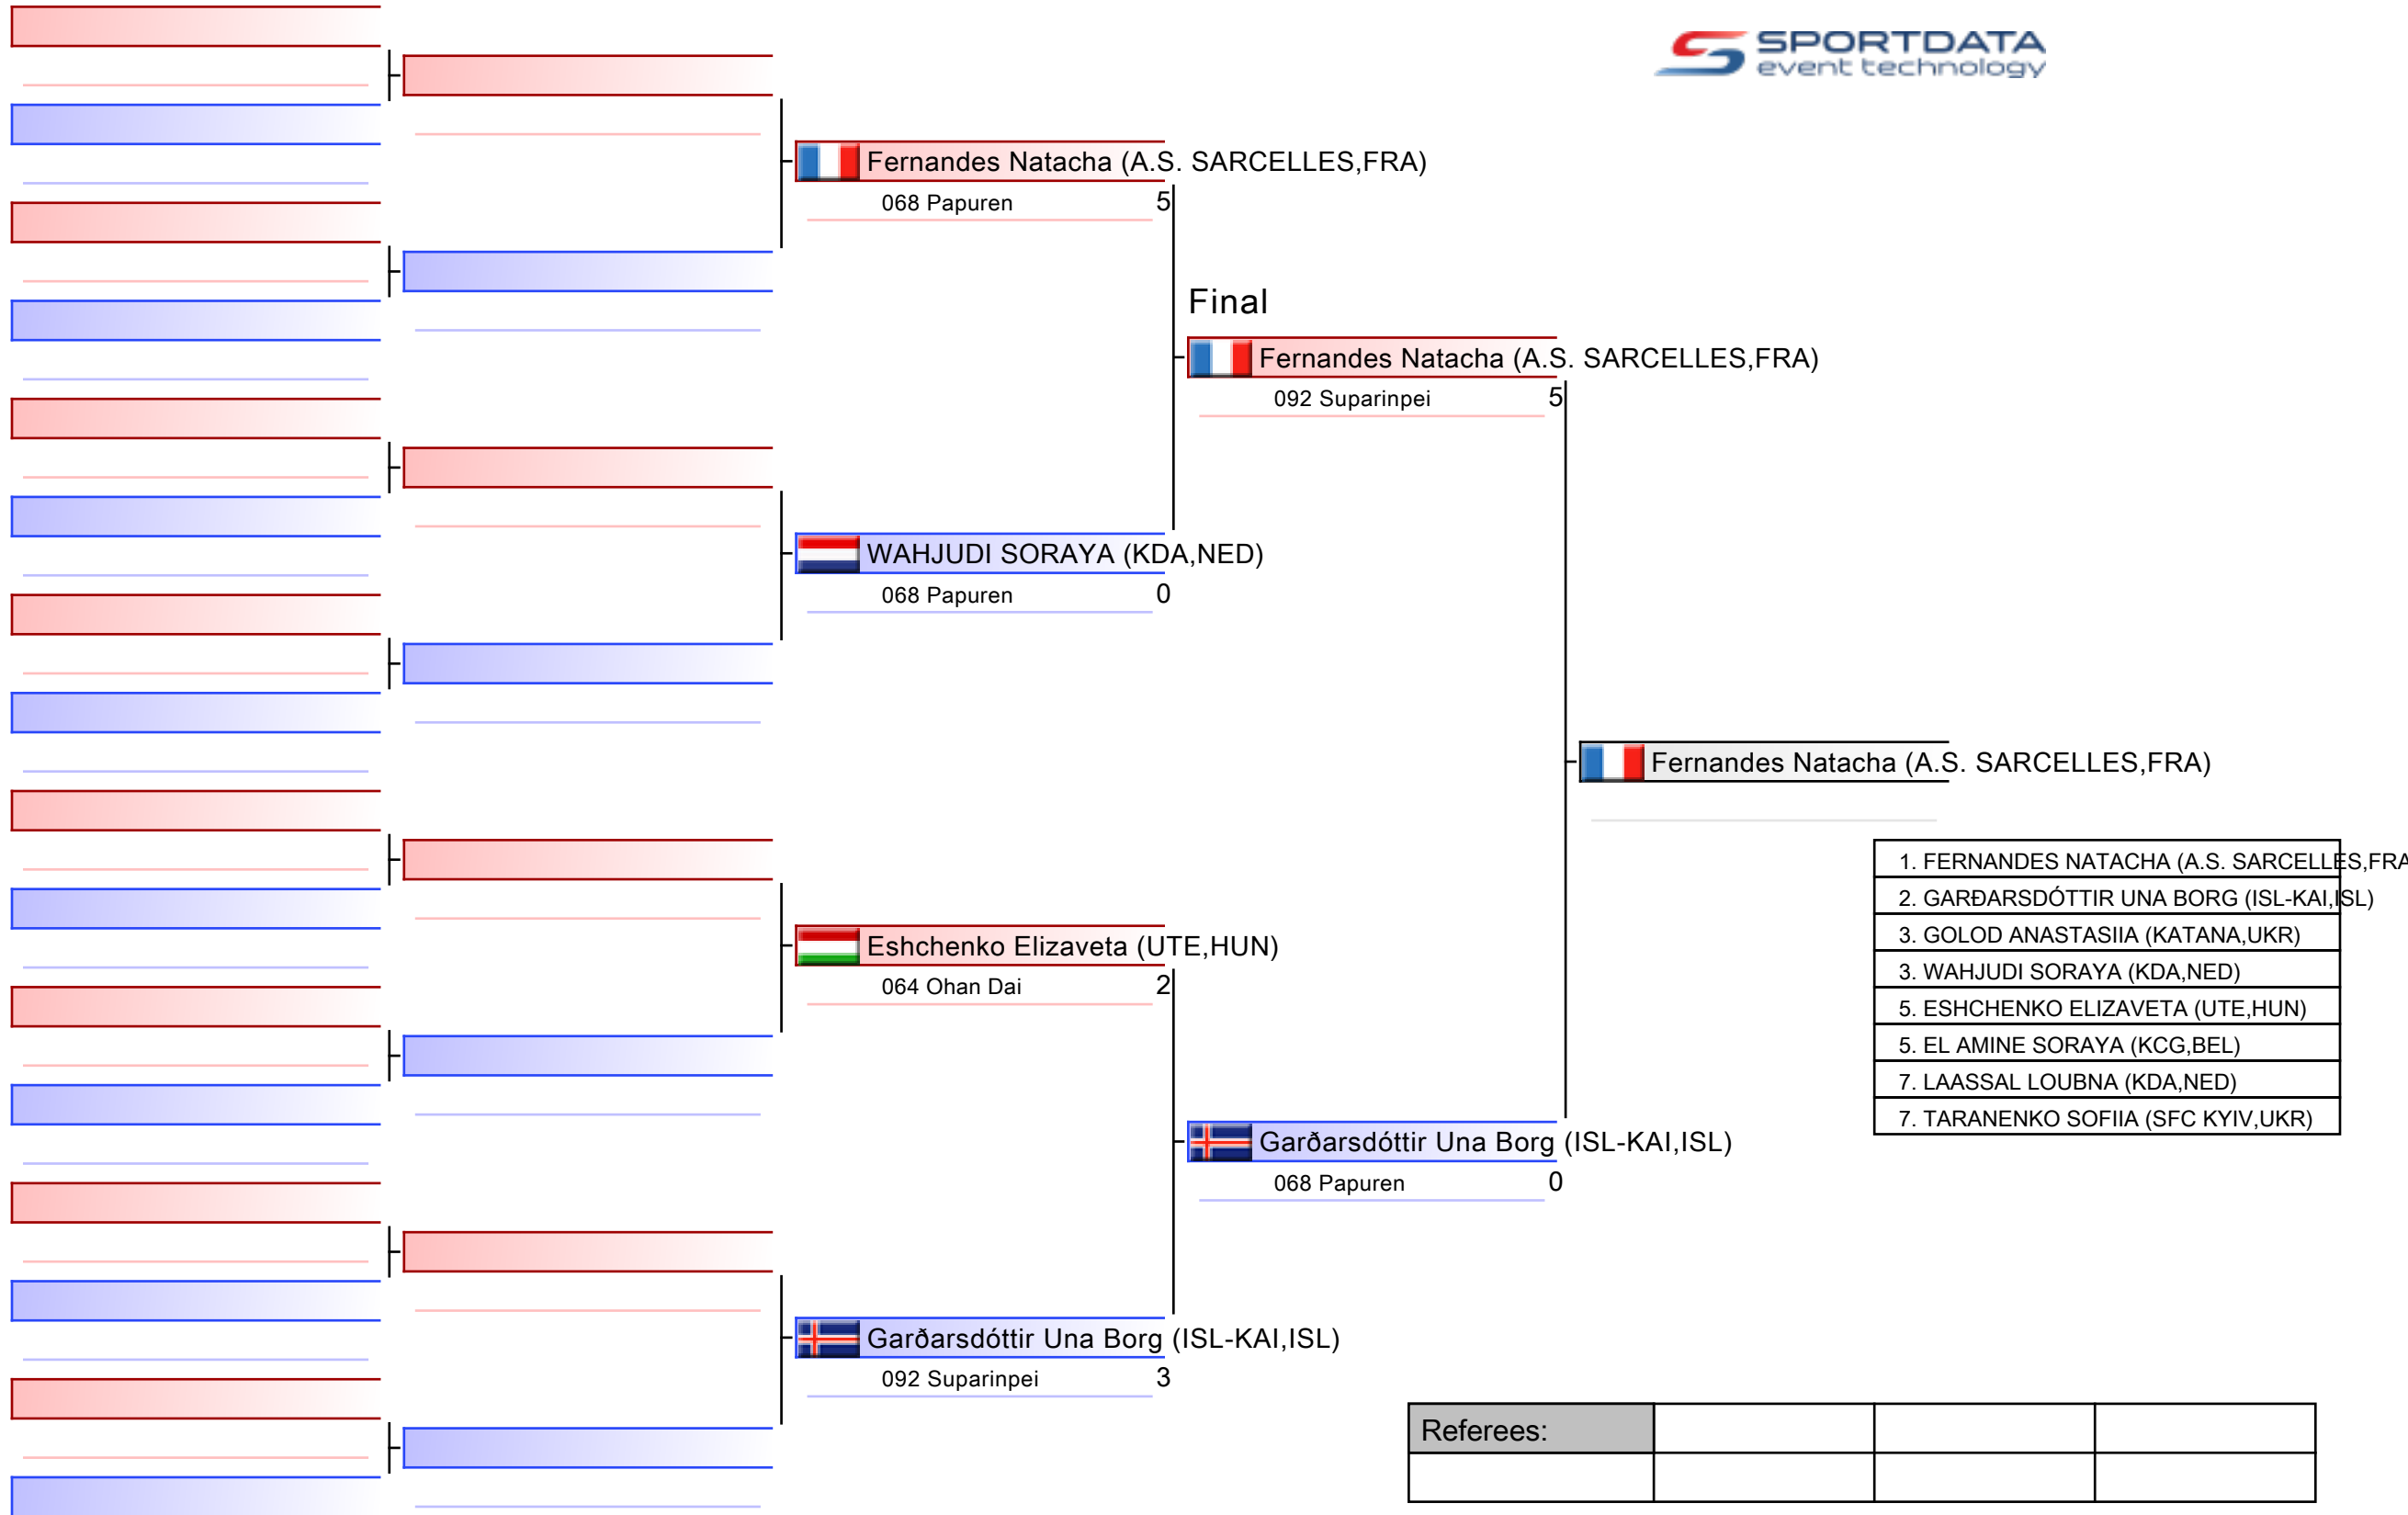 SPORTDATA
event technology
Fernandes Natacha (A.S. SARCELLES,FRA)
068 Papuren 5
Final
Fernandes Natacha (A.S. SARCELLES,FRA)
092 Suparinpei 5
WAHJUDI SORAYA (KDA,NED)
068 Papuren 0
Fernandes Natacha (A.S. SARCELLES,FRA)
1. FERNANDES NATACHA (A.S. SARCELLES,FRA
2. GARÐARSDÓTTIR UNA BORG (ISL-KAI,ISL)
3. GOLOD ANASTASIIA (KATANA,UKR)
3. WAHJUDI SORAYA (KDA,NED)
5. ESHCHENKO ELIZAVETA (UTE,HUN)
5. EL AMINE SORAYA (KCG,BEL)
7. LAASSAL LOUBNA (KDA,NED)
7. TARANENKO SOFIIA (SFC KYIV,UKR)
Eshchenko Elizaveta (UTE,HUN)
064 Ohan Dai 2
Garðarsdóttir Una Borg (ISL-KAI,ISL)
068 Papuren 0
Garðarsdóttir Una Borg (ISL-KAI,ISL)
092 Suparinpei 3
Referees: